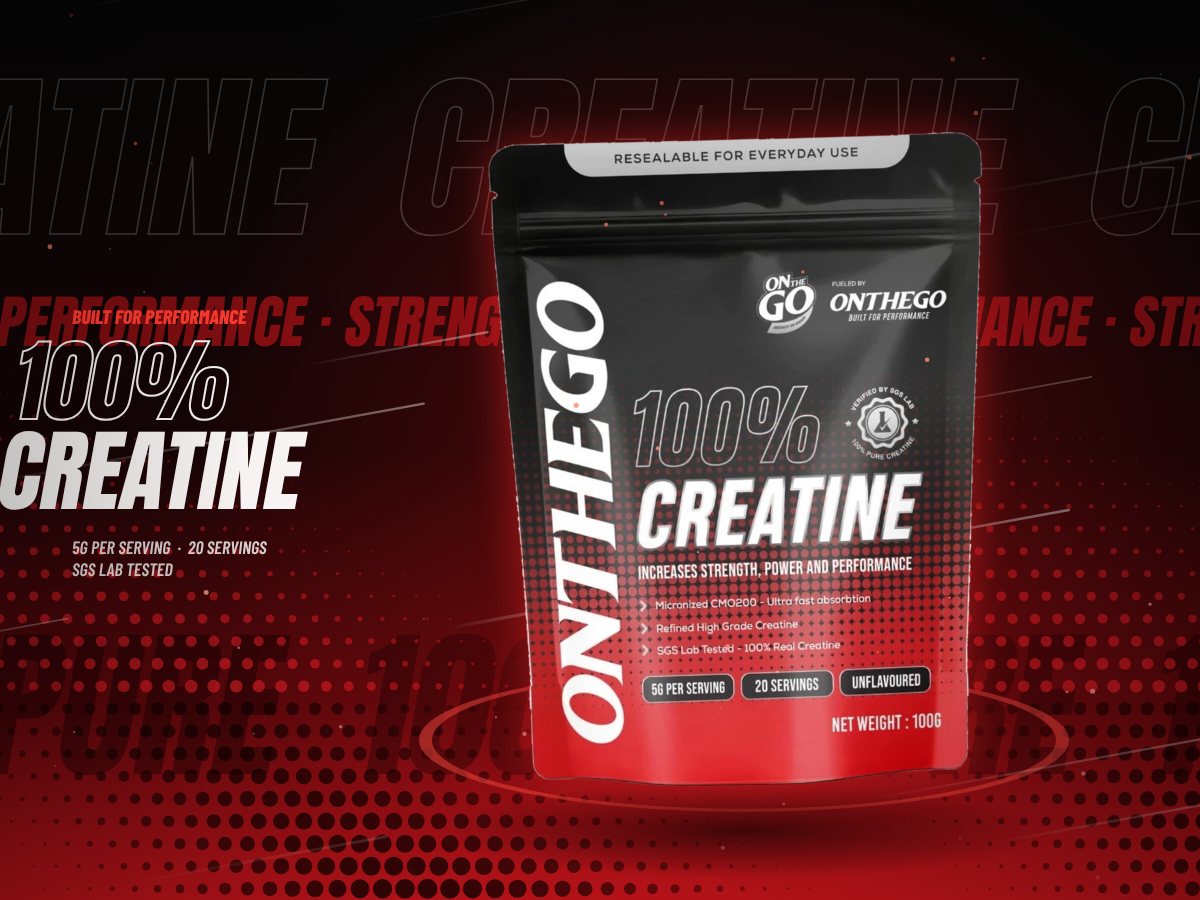 ATINE CREATINE C
PERFORMANCE · STRENG
ANCE · STR
BUILT FOR PERFORMANCE
100%
CREATINE
5G PER SERVING · 20 SERVINGS
SGS LAB TESTED
PURE 100
RE 1
RESEALABLE FOR EVERYDAY USE
ONTHEGO
ON THE
GO
FUELED BY
ONTHEGO
BUILT FOR PERFORMANCE
100%
VERIFIED BY SGS LAB
100% PURE CREATINE
CREATINE
INCREASES STRENGTH, POWER AND PERFORMANCE
Micronized CMO200 - Ultra fast absorbtion
Refined High Grade Creatine
SGS Lab Tested - 100% Real Creatine
5G PER SERVING 20 SERVINGS UNFLAVOURED
NET WEIGHT : 100G